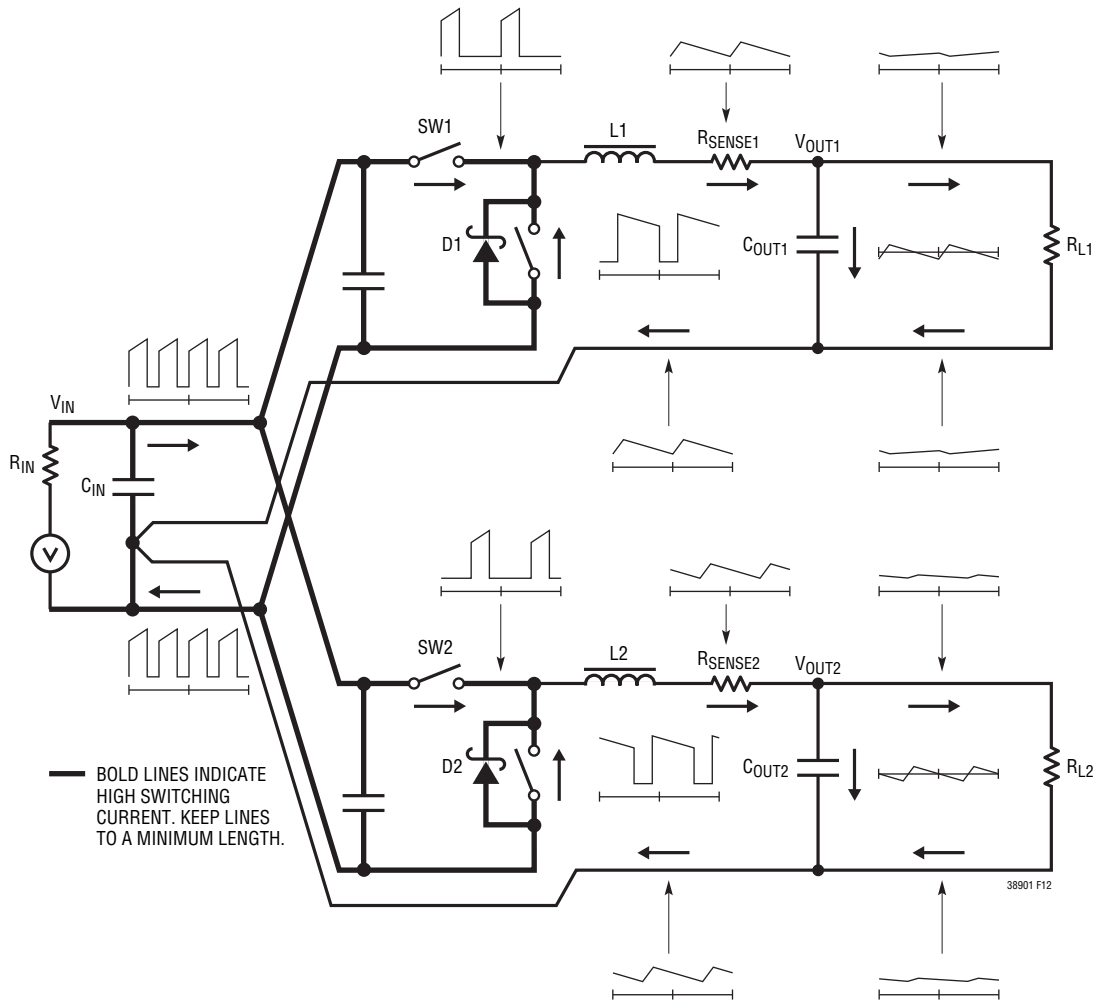 SW1
L1
RSENSE1
VOUT1
D1
COUT1
RL1
VIN
RIN
CIN
V
SW2
L2
RSENSE2
VOUT2
D2
COUT2
RL2
BOLD LINES INDICATE
HIGH SWITCHING
CURRENT. KEEP LINES
TO A MINIMUM LENGTH.
38901 F12